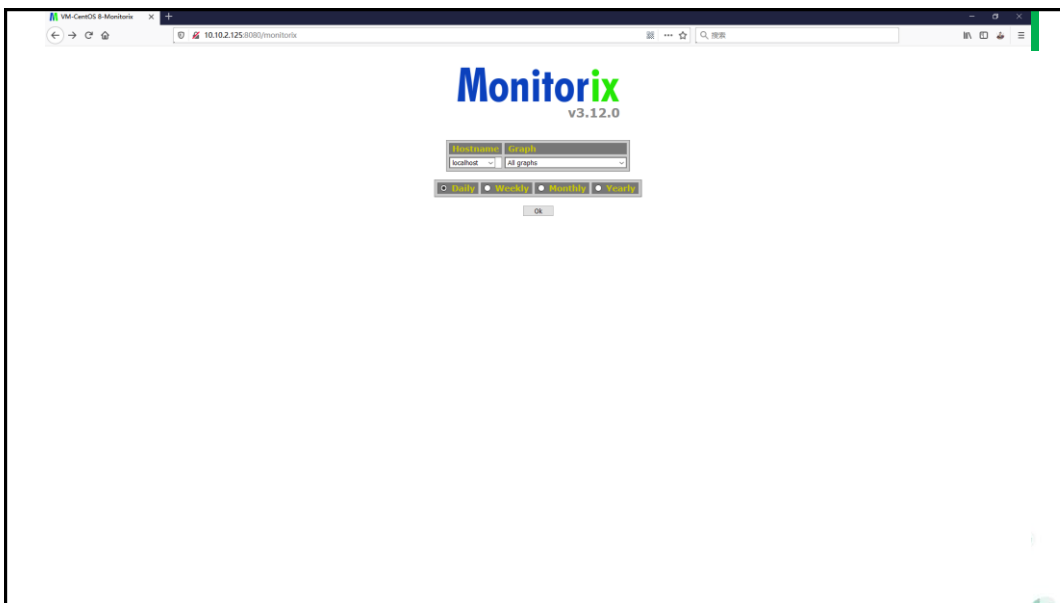 VM-CentOS 8-Monitorix
10.10.2.125:8080/monitorix
搜索
Monitorix
v3.12.0
Hostname Graph
localhost All graphs
Daily Weekly Monthly Yearly
Ok